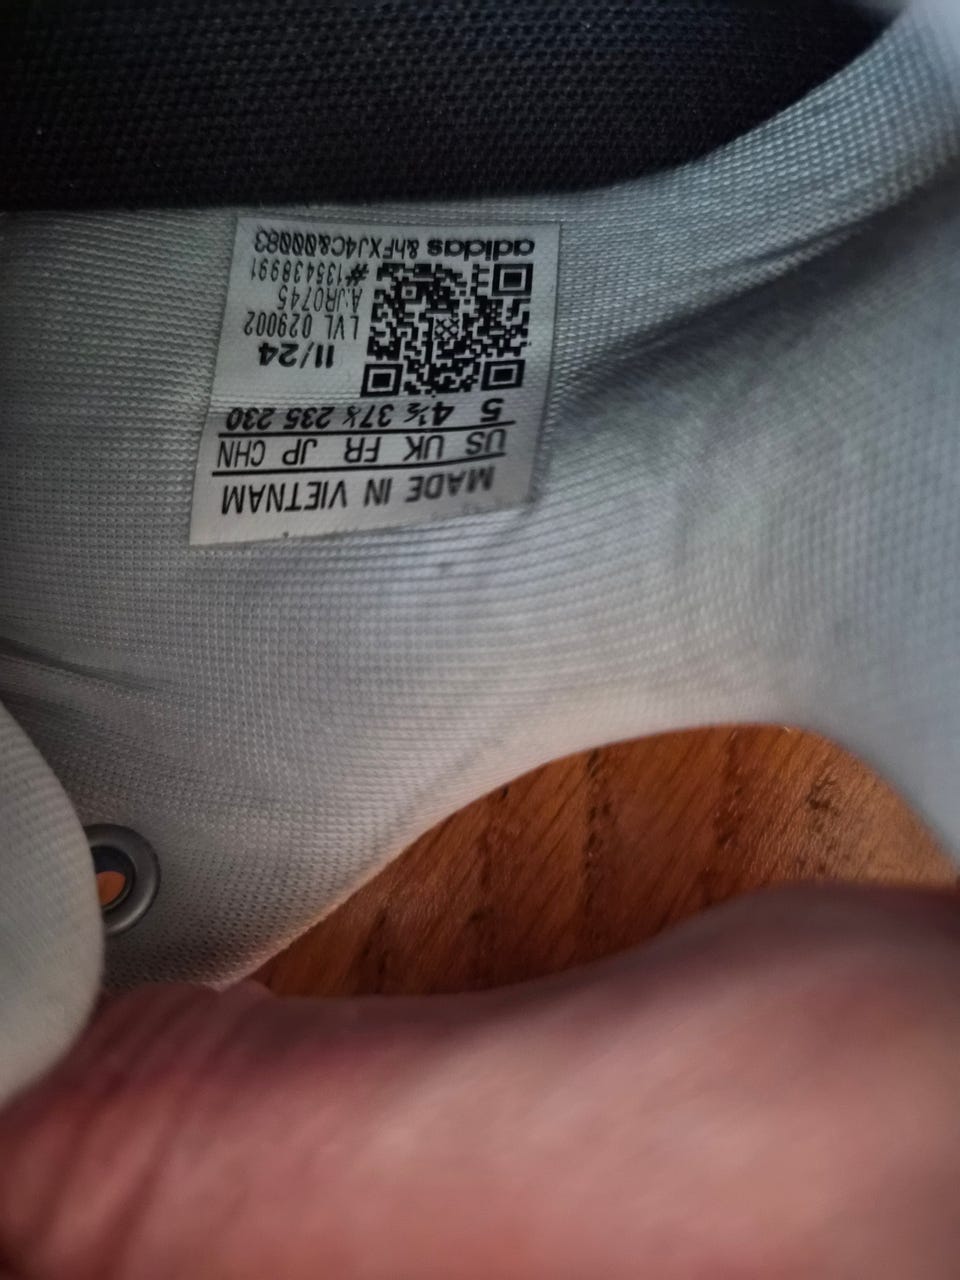 MADE IN VIETNAM
US UK FR JP CHN
5 4½ 37⅓ 235 230
11/24
LVL 029002
A:JR0745
#135438991
adidas &hFXJ4C&00083